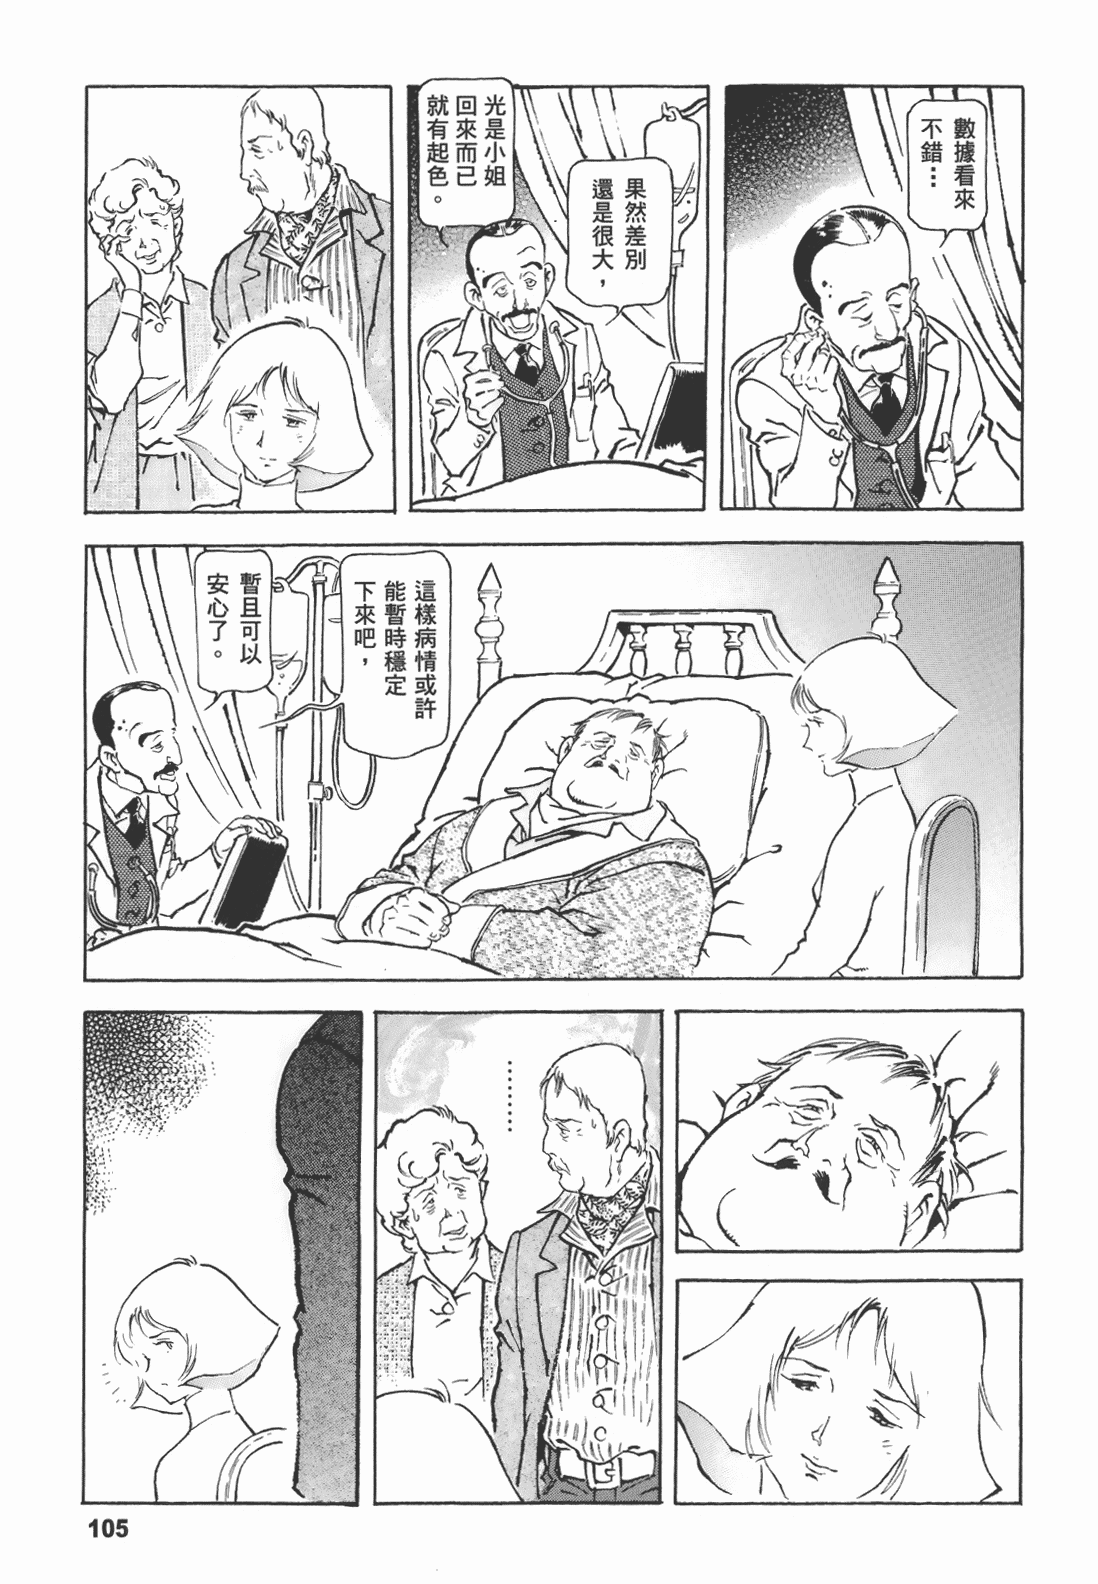 數據看來
不錯…
果然差別
還是很大，
光是小姐
回來而已
就有起色。
這樣病情或許
能暫時穩定
下來吧，
暫且可以
安心了。
………
105